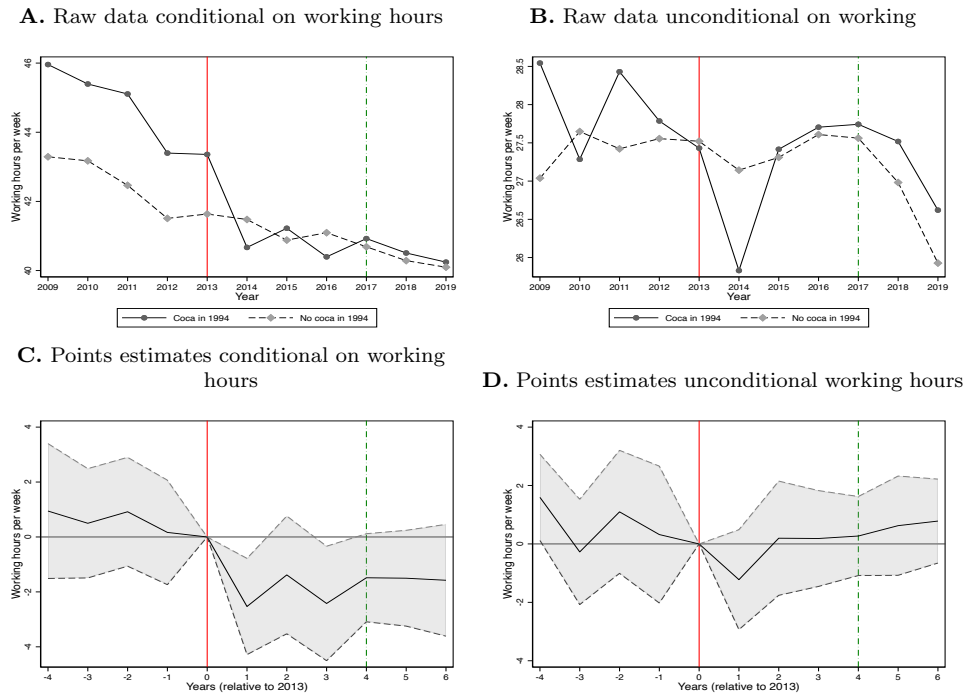 A. Raw data conditional on working hours
Working hours per week
46
44
42
40
2009 2010 2011 2012 2013 2014 2015 2016 2017 2018 2019
Year
Coca in 1994 No coca in 1994
B. Raw data unconditional on working
Working hours per week
28.5
28
27.5
27
26.5
26
2009 2010 2011 2012 2013 2014 2015 2016 2017 2018 2019
Year
Coca in 1994 No coca in 1994
C. Points estimates conditional on working
hours
Working hours per week
4
2
0
-2
-4
-4 -3 -2 -1 0 1 2 3 4 5 6
Years (relative to 2013)
D. Points estimates unconditional working hours
Working hours per week
4
2
0
-2
-4
-4 -3 -2 -1 0 1 2 3 4 5 6
Years (relative to 2013)